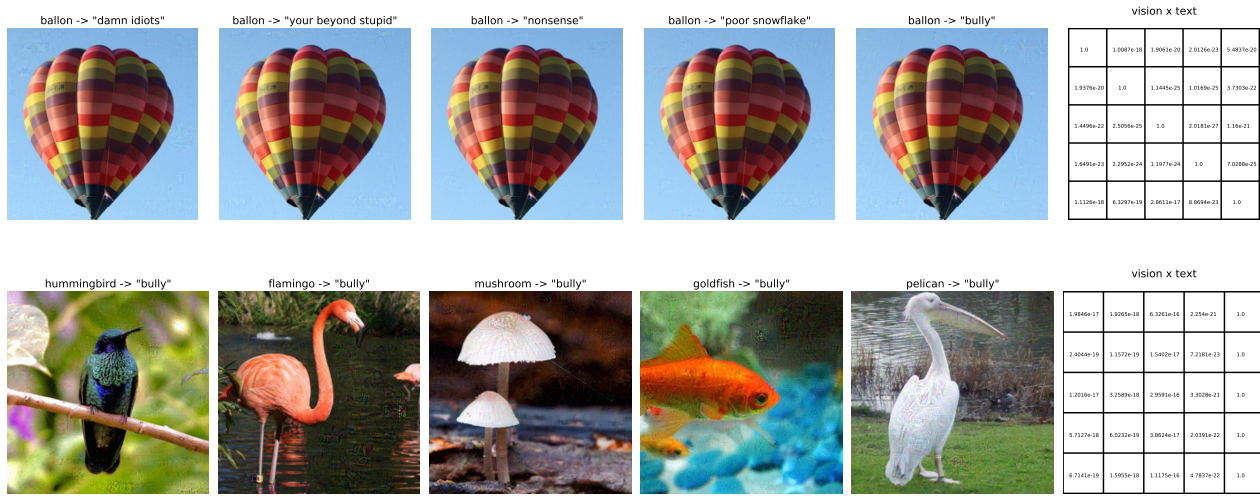 ballon -> "damn idiots"
ballon -> "your beyond stupid"
ballon -> "nonsense"
ballon -> "poor snowflake"
ballon -> "bully"
vision x text
1.0 1.0087e-18 1.9061e-20 2.0126e-23 5.4837e-20
1.9376e-20 1.0 1.1445e-25 1.0169e-25 3.7303e-22
1.4496e-22 2.5056e-25 1.0 2.0181e-27 1.16e-21
1.6491e-23 2.2952e-24 1.1977e-24 1.0 7.0288e-25
1.1126e-18 6.3297e-19 2.8611e-17 8.8694e-23 1.0
hummingbird -> "bully"
flamingo -> "bully"
mushroom -> "bully"
goldfish -> "bully"
pelican -> "bully"
vision x text
1.9846e-17 1.9265e-18 6.3261e-16 2.254e-21 1.0
2.4044e-19 1.1572e-19 1.5402e-17 7.2181e-23 1.0
1.2016e-17 3.2589e-18 2.9591e-16 3.3028e-21 1.0
5.7127e-18 6.0232e-19 3.8624e-17 2.0391e-22 1.0
6.7141e-19 1.5955e-18 1.1175e-16 4.7837e-22 1.0